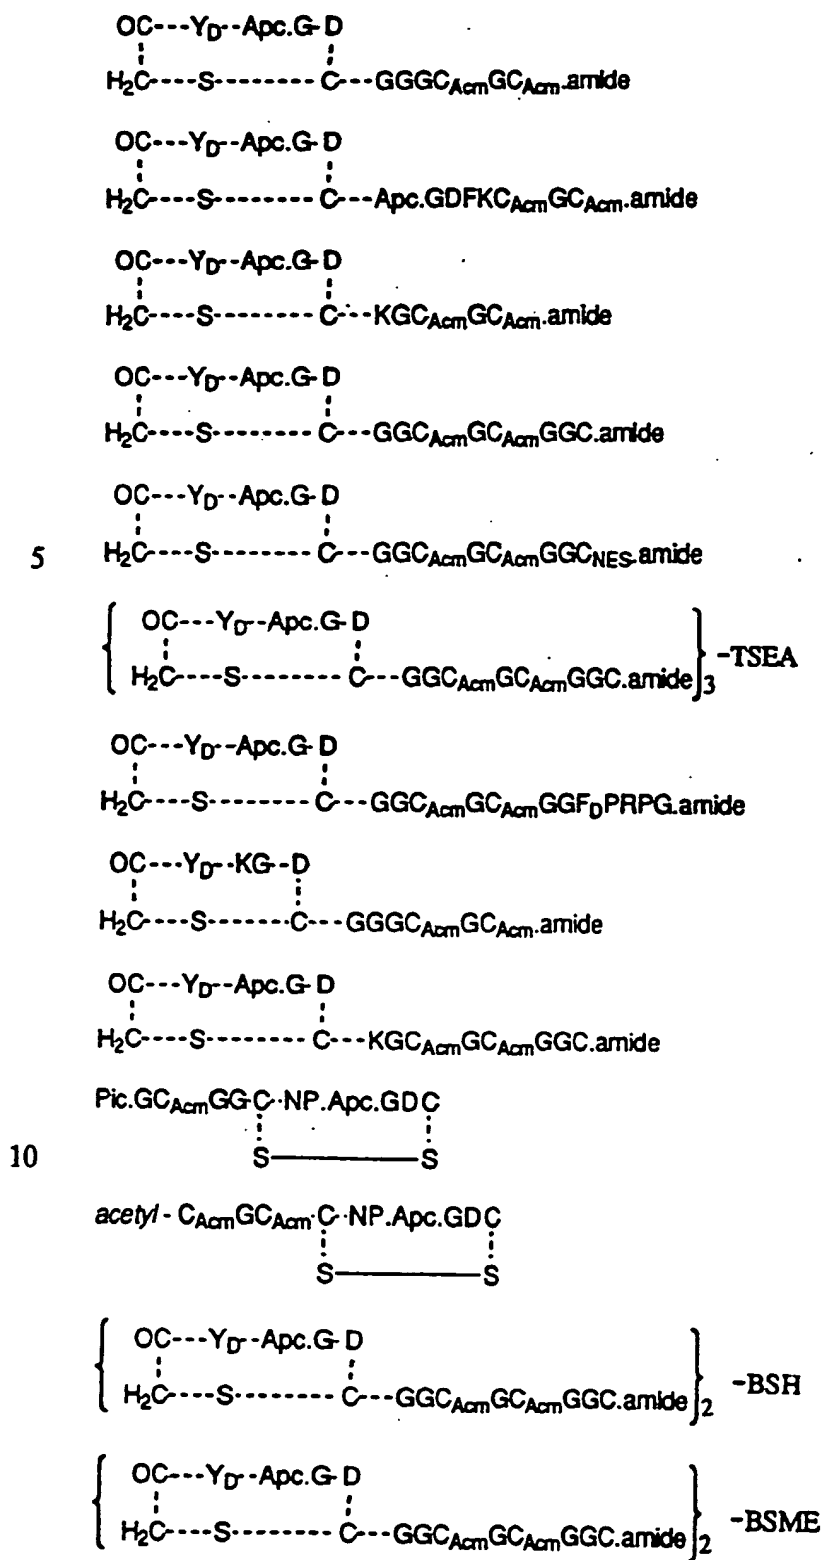 OC---Y_D--Apc.G-D
H₂C----S--------C---GGGC_AcmGC_Acm.amide
OC---Y_D--Apc.G-D
H₂C----S--------C---Apc.GDFKC_AcmGC_Acm.amide
OC---Y_D--Apc.G-D
H₂C----S--------C---KGC_AcmGC_Acm.amide
OC---Y_D--Apc.G-D
H₂C----S--------C---GGC_AcmGC_AcmGGC.amide
OC---Y_D--Apc.G-D
5 H₂C----S--------C---GGC_AcmGC_AcmGGC_NES.amide
{ OC---Y_D--Apc.G-D
H₂C----S--------C---GGC_AcmGC_AcmGGC.amide }₃ -TSEA
OC---Y_D--Apc.G-D
H₂C----S--------C---GGC_AcmGC_AcmGGF_DPRPG.amide
OC---Y_D--KG--D
H₂C----S-------C---GGGC_AcmGC_Acm.amide
OC---Y_D--Apc.G-D
H₂C----S--------C---KGC_AcmGC_AcmGGC.amide
Pic.GC_AcmGG-C-NP.Apc.GDC
10 S————S
acetyl - C_AcmGC_Acm-C-NP.Apc.GDC
S————S
{ OC---Y_D--Apc.G-D
H₂C----S--------C---GGC_AcmGC_AcmGGC.amide }₂ -BSH
{ OC---Y_D--Apc.G-D
H₂C----S--------C---GGC_AcmGC_AcmGGC.amide }₂ -BSME